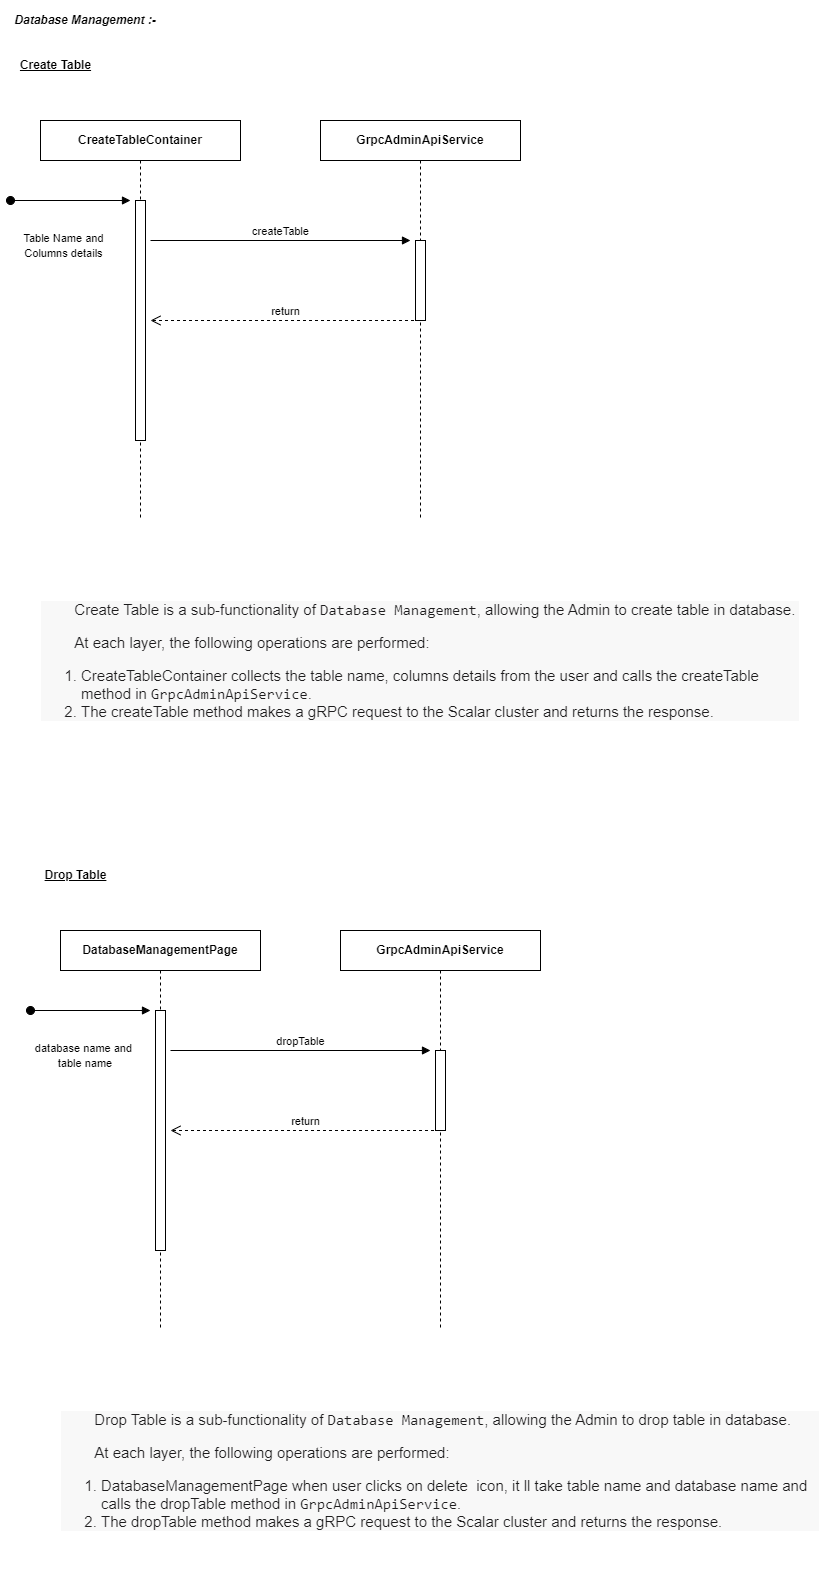 Database Management :-
Create Table
CreateTableContainer
GrpcAdminApiService
Table Name and
Columns details
createTable
return
Create Table is a sub-functionality of Database Management, allowing the Admin to create table in database.
At each layer, the following operations are performed:
1. CreateTableContainer collects the table name, columns details from the user and calls the createTable
method in GrpcAdminApiService.
2. The createTable method makes a gRPC request to the Scalar cluster and returns the response.
Drop Table
DatabaseManagementPage
GrpcAdminApiService
database name and
table name
dropTable
return
Drop Table is a sub-functionality of Database Management, allowing the Admin to drop table in database.
At each layer, the following operations are performed:
1. DatabaseManagementPage when user clicks on delete  icon, it ll take table name and database name and
calls the dropTable method in GrpcAdminApiService.
2. The dropTable method makes a gRPC request to the Scalar cluster and returns the response.